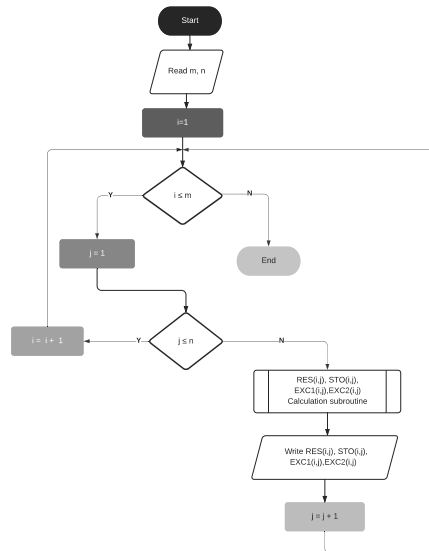 Start
Read m, n
i=1
i ≤ m
Y
N
j = 1
End
j ≤ n
Y
N
i = i + 1
RES(i,j), STO(i,j),
EXC1(i,j),EXC2(i,j)
Calculation subroutine
Write RES(i,j), STO(i,j),
EXC1(i,j),EXC2(i,j)
j = j + 1